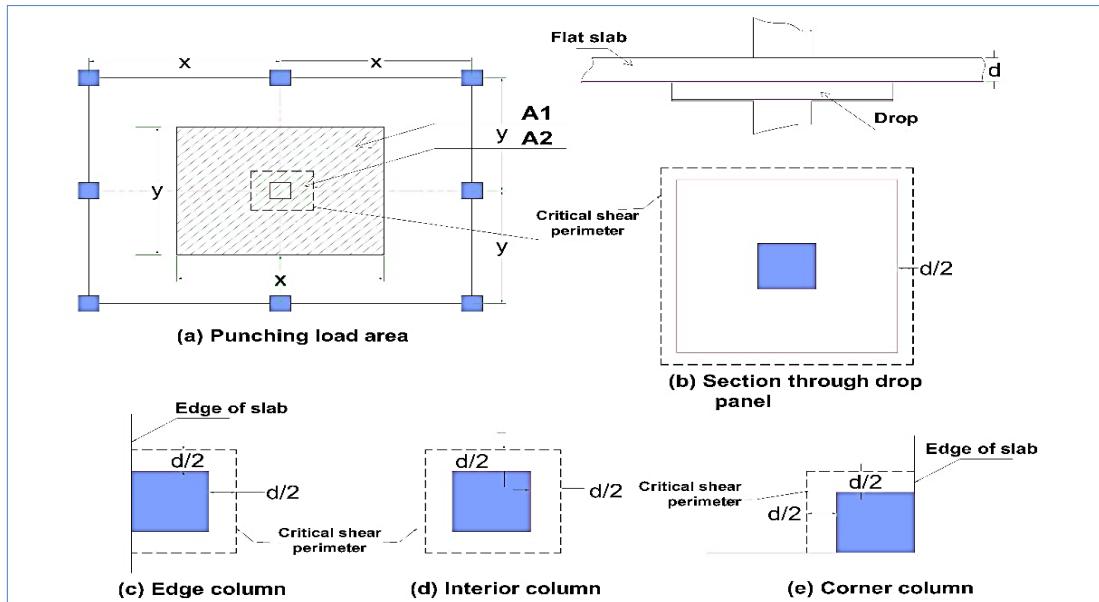 x
x
A1
A2
y
y
y
x
(a) Punching load area
Flat slab
d
Drop
Critical shear
perimeter
d/2
(b) Section through drop
panel
Edge of slab
d/2
d/2
Critical shear
perimeter
(c) Edge column
d/2
d/2
(d) Interior column
Edge of slab
Critical shear
perimeter
d/2
d/2
(e) Corner column